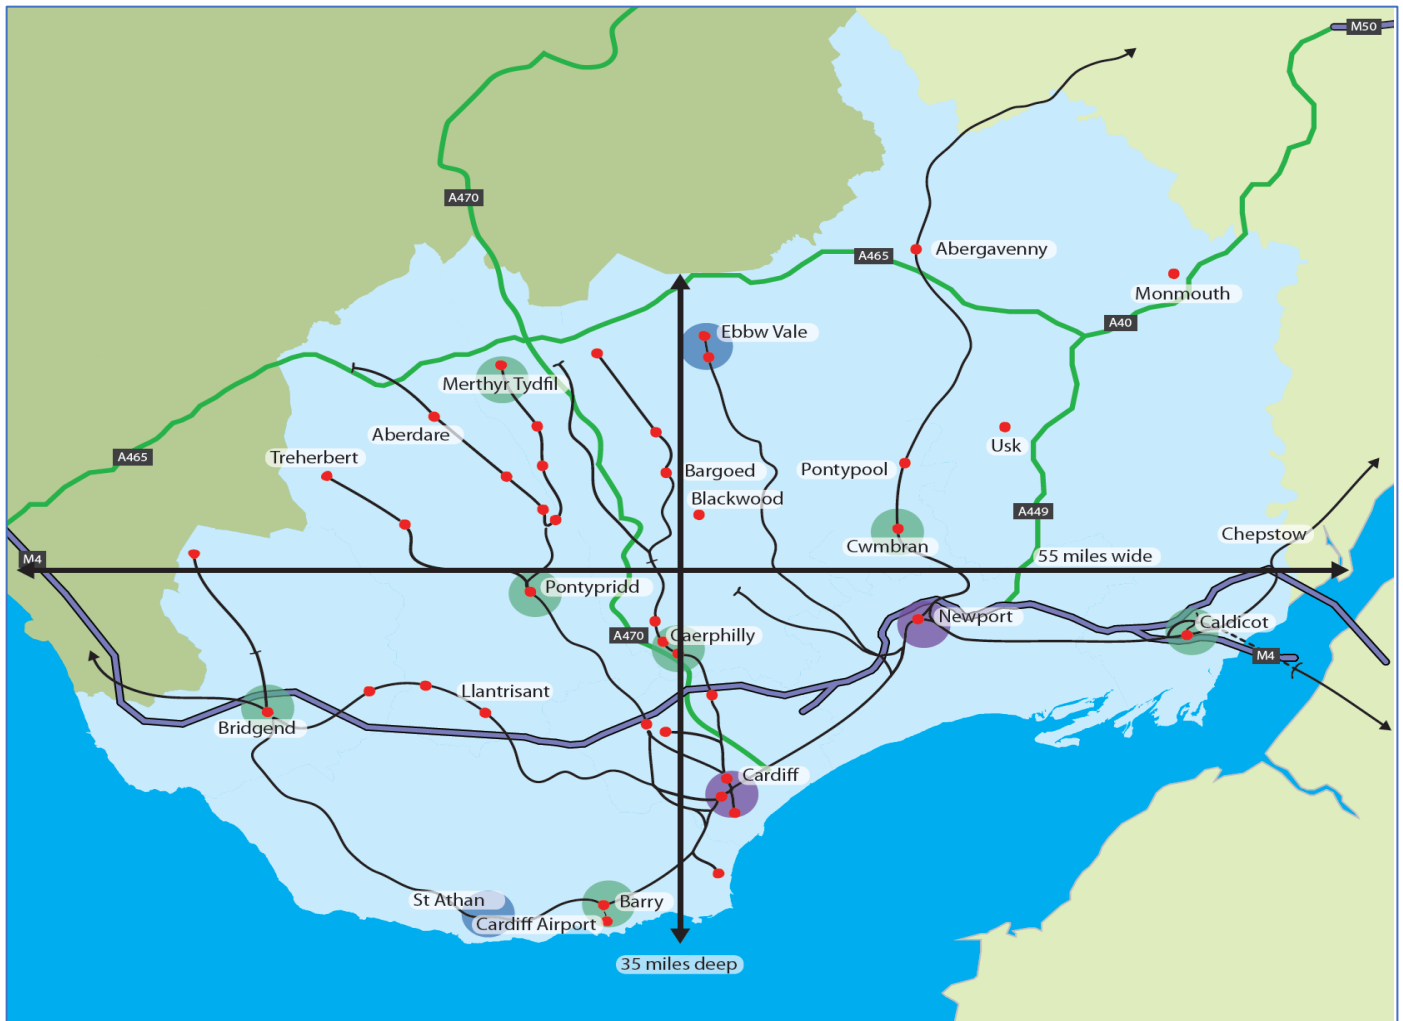 M50
A470
Abergavenny
A465
Monmouth
A40
Ebbw Vale
Merthyr Tydfil
Aberdare
Usk
A465
Treherbert
Pontypool
Bargoed
Blackwood
A449
Chepstow
Cwmbran
55 miles wide
M4
Pontypridd
Newport
Caldicot
A470
Caerphilly
M4
Llantrisant
Bridgend
Cardiff
St Athan
Barry
Cardiff Airport
35 miles deep